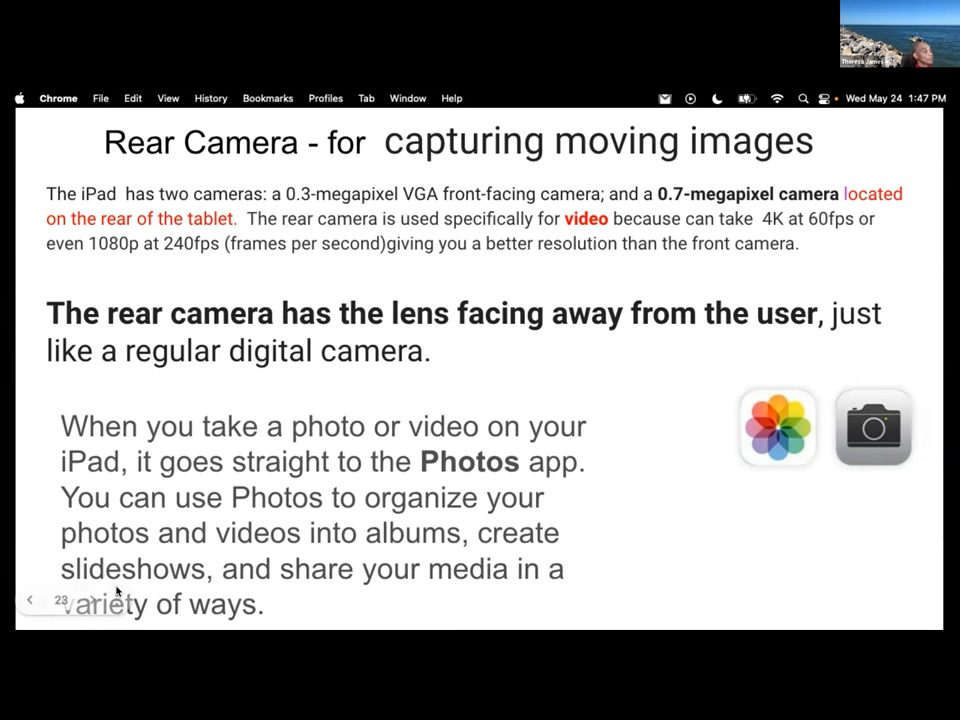 Theresa James
Chrome File Edit View History Bookmarks Profiles Tab Window Help Wed May 24 1:47 PM
Rear Camera - for capturing moving images
The iPad has two cameras: a 0.3-megapixel VGA front-facing camera; and a 0.7-megapixel camera located
on the rear of the tablet. The rear camera is used specifically for video because can take 4K at 60fps or
even 1080p at 240fps (frames per second)giving you a better resolution than the front camera.
The rear camera has the lens facing away from the user, just
like a regular digital camera.
When you take a photo or video on your
iPad, it goes straight to the Photos app.
You can use Photos to organize your
photos and videos into albums, create
slideshows, and share your media in a
variety of ways.
23